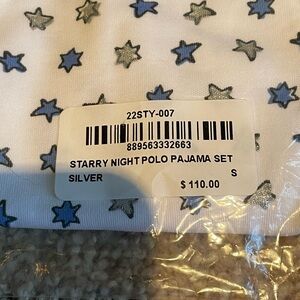 22STY-007
889563332663
STARRY NIGHT POLO PAJAMA SET
SILVER S
$ 110.00